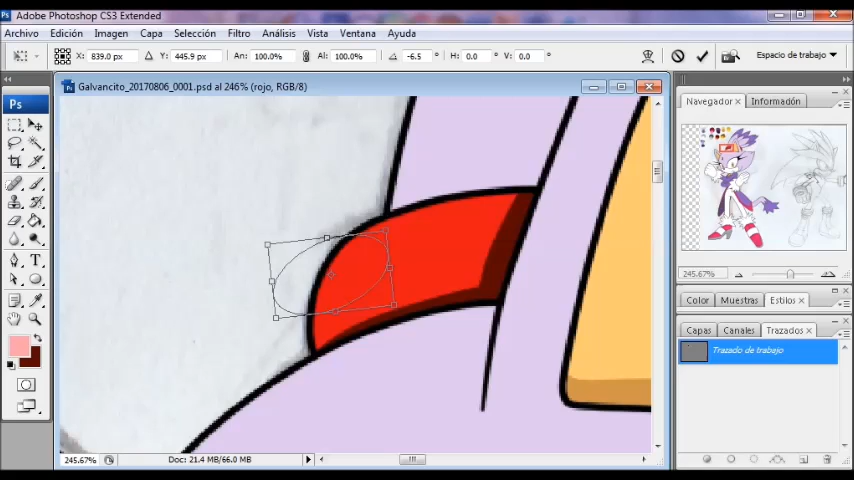 Adobe Photoshop CS3 Extended
Archivo Edición Imagen Capa Selección Filtro Análisis Vista Ventana Ayuda
X: 839.0 px Y: 445.9 px An: 100.0% Al: 100.0% -6.5 ° H: 0.0 ° V: 0.0 ° Espacio de trabajo
Galvancito_20170806_0001.psd al 246% (rojo, RGB/8)
Ps
Navegador × Información
245.67%
Color Muestras Estilos ×
Capas Canales Trazados ×
Trazado de trabajo
245.67% Doc: 21.4 MB/66.0 MB